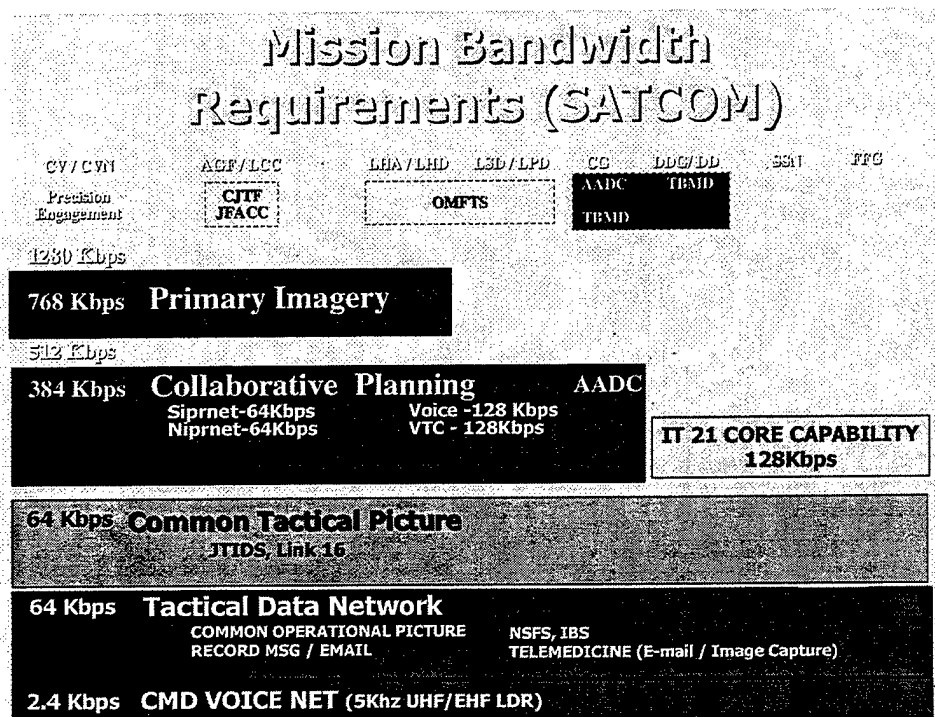 Mission Bandwidth
Requirements (SATCOM)
CV / CVN AGF / LCC LHA / LHD LSD / LPD CG DDG/DD SSN FFG
Precision
Engagement
CJTF
JFACC
OMFTS
AADC TBMD
TBMD
1280 Kbps
768 Kbps Primary Imagery
512 Kbps
384 Kbps Collaborative Planning AADC
Siprnet-64Kbps Voice -128 Kbps
Niprnet-64Kbps VTC - 128Kbps
IT 21 CORE CAPABILITY
128Kbps
64 Kbps Common Tactical Picture
JTIDS, Link 16
64 Kbps Tactical Data Network
COMMON OPERATIONAL PICTURE NSFS, IBS
RECORD MSG / EMAIL TELEMEDICINE (E-mail / Image Capture)
2.4 Kbps CMD VOICE NET (5Khz UHF/EHF LDR)